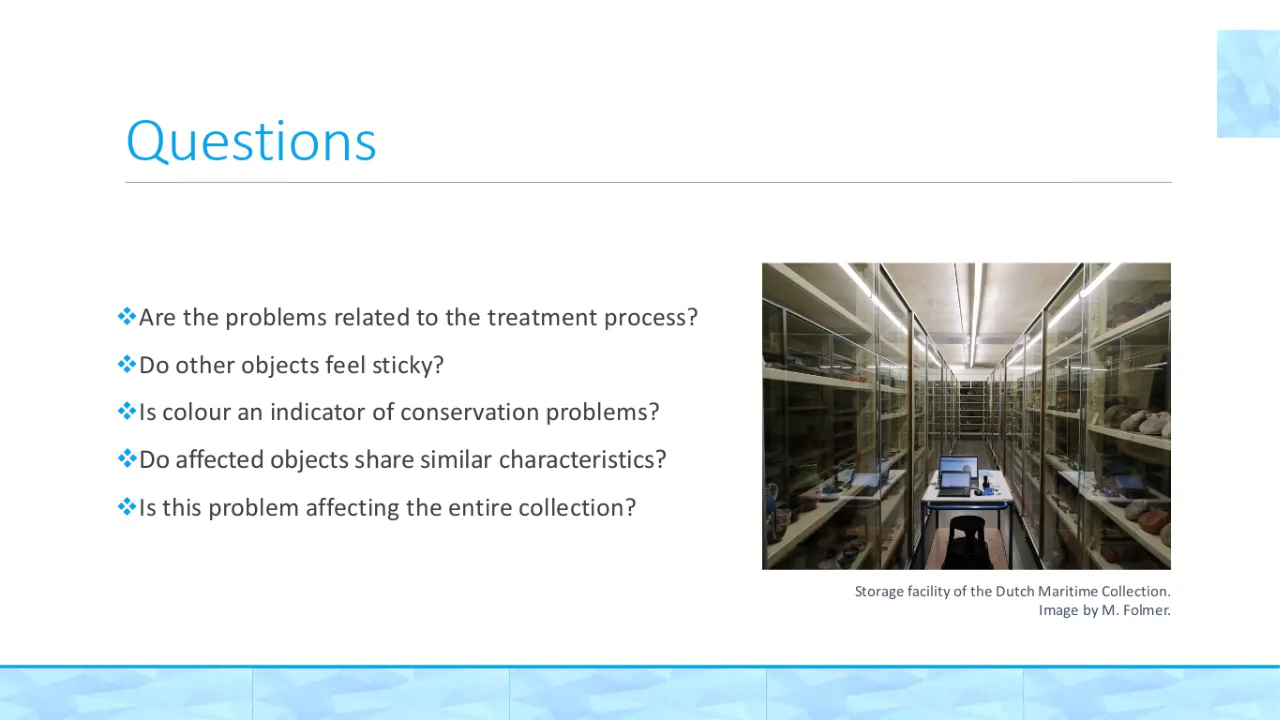 Questions
Are the problems related to the treatment process?
Do other objects feel sticky?
Is colour an indicator of conservation problems?
Do affected objects share similar characteristics?
Is this problem affecting the entire collection?
Storage facility of the Dutch Maritime Collection.
Image by M. Folmer.